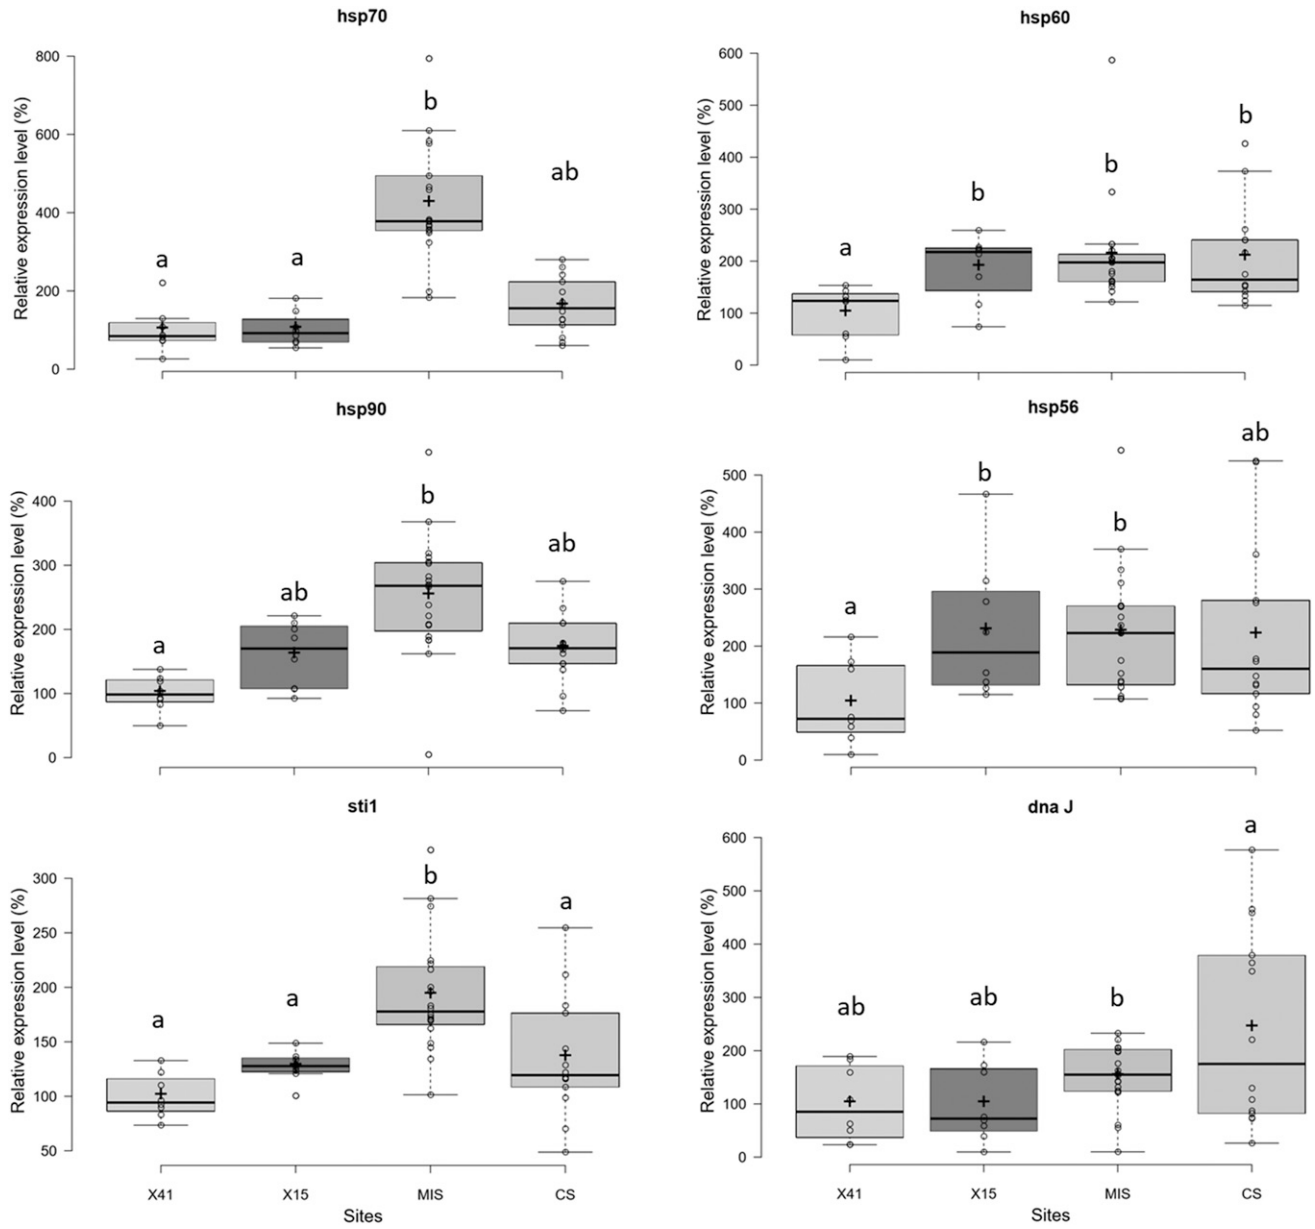 hsp70
Relative expression level (%)
800
600
400
200
0
a
a
b
ab
hsp60
Relative expression level (%)
600
500
400
300
200
100
0
a
b
b
b
hsp90
Relative expression level (%)
400
300
200
100
0
a
ab
b
ab
hsp56
Relative expression level (%)
500
400
300
200
100
0
a
b
b
ab
sti1
Relative expression level (%)
300
250
200
150
100
50
a
a
b
a
X41 X15 MIS CS
Sites
dna J
Relative expression level (%)
600
500
400
300
200
100
0
ab
ab
b
a
X41 X15 MIS CS
Sites